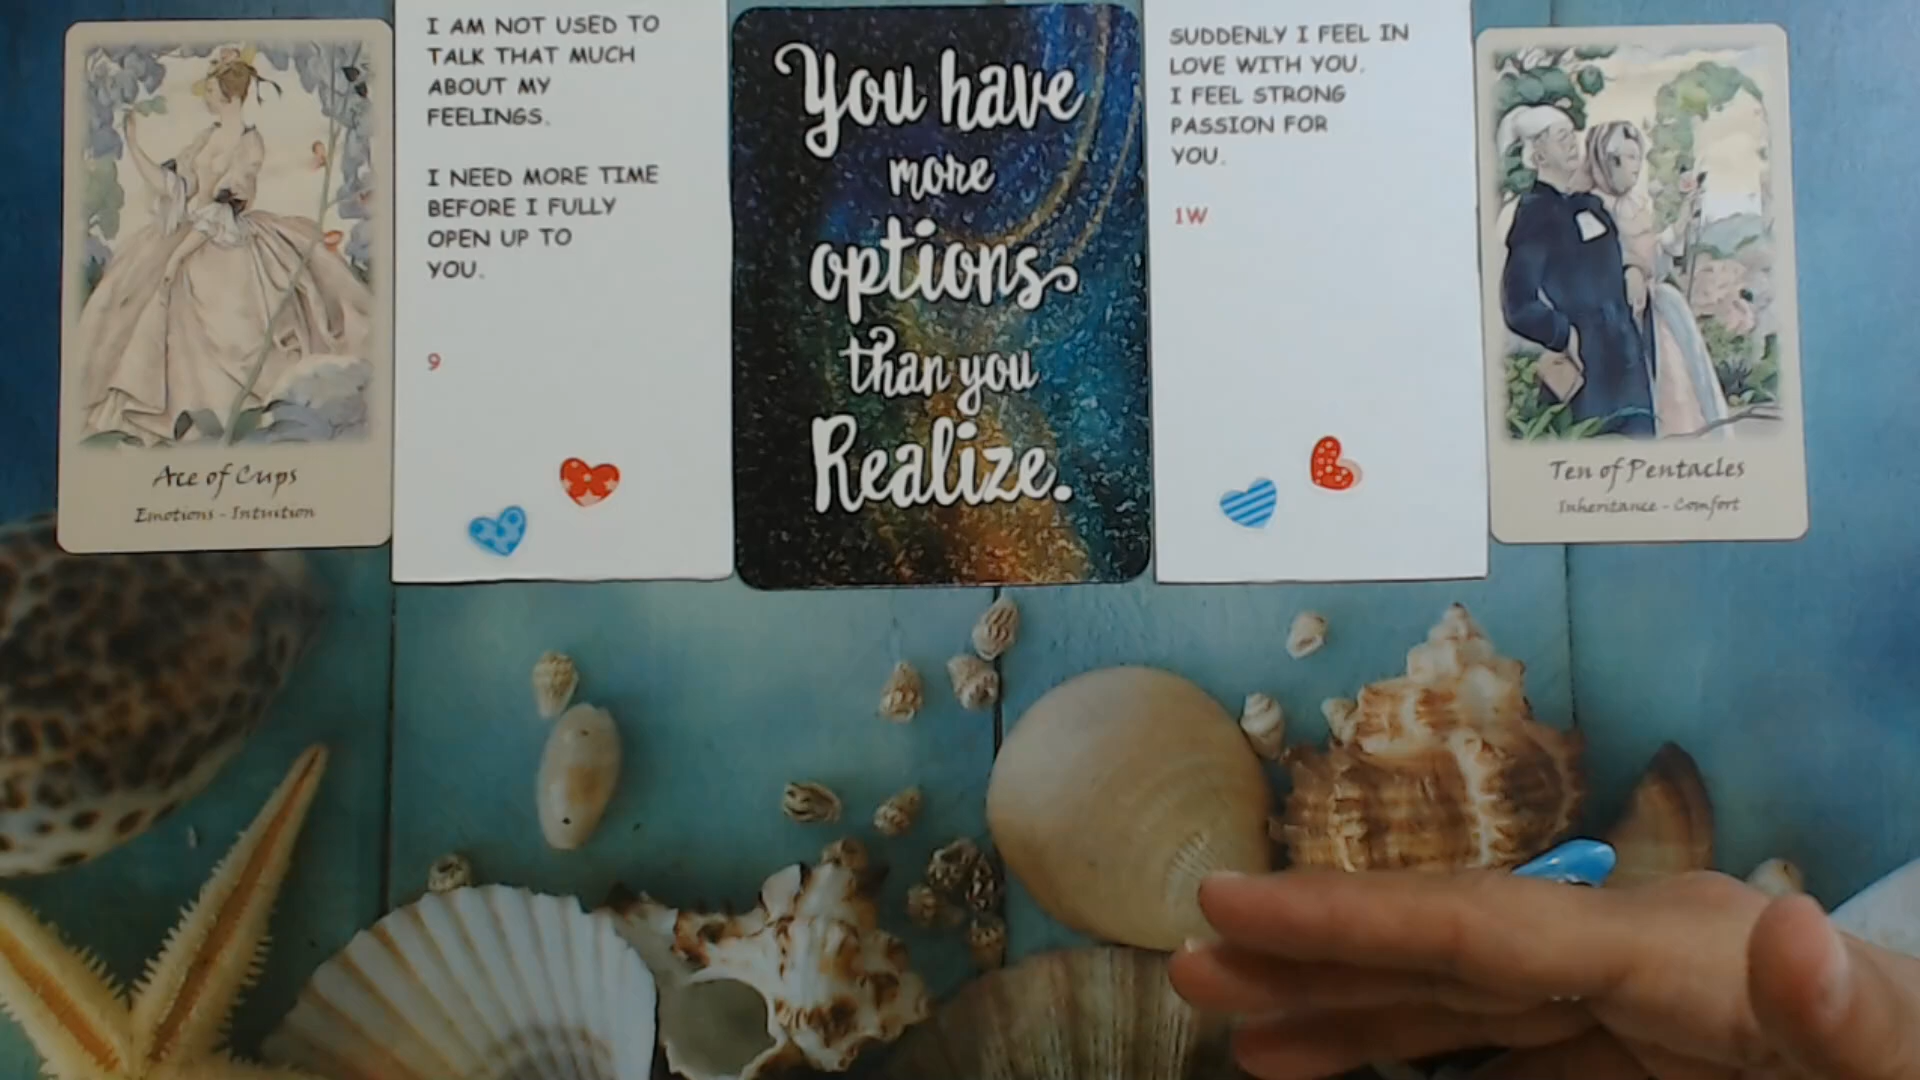 Ace of Cups
Emotions - Intuition
I AM NOT USED TO
TALK THAT MUCH
ABOUT MY
FEELINGS.
I NEED MORE TIME
BEFORE I FULLY
OPEN UP TO
YOU.
9
You have
more
options
than you
Realize.
SUDDENLY I FEEL IN
LOVE WITH YOU.
I FEEL STRONG
PASSION FOR
YOU.
1W
Ten of Pentacles
Inheritance - Comfort